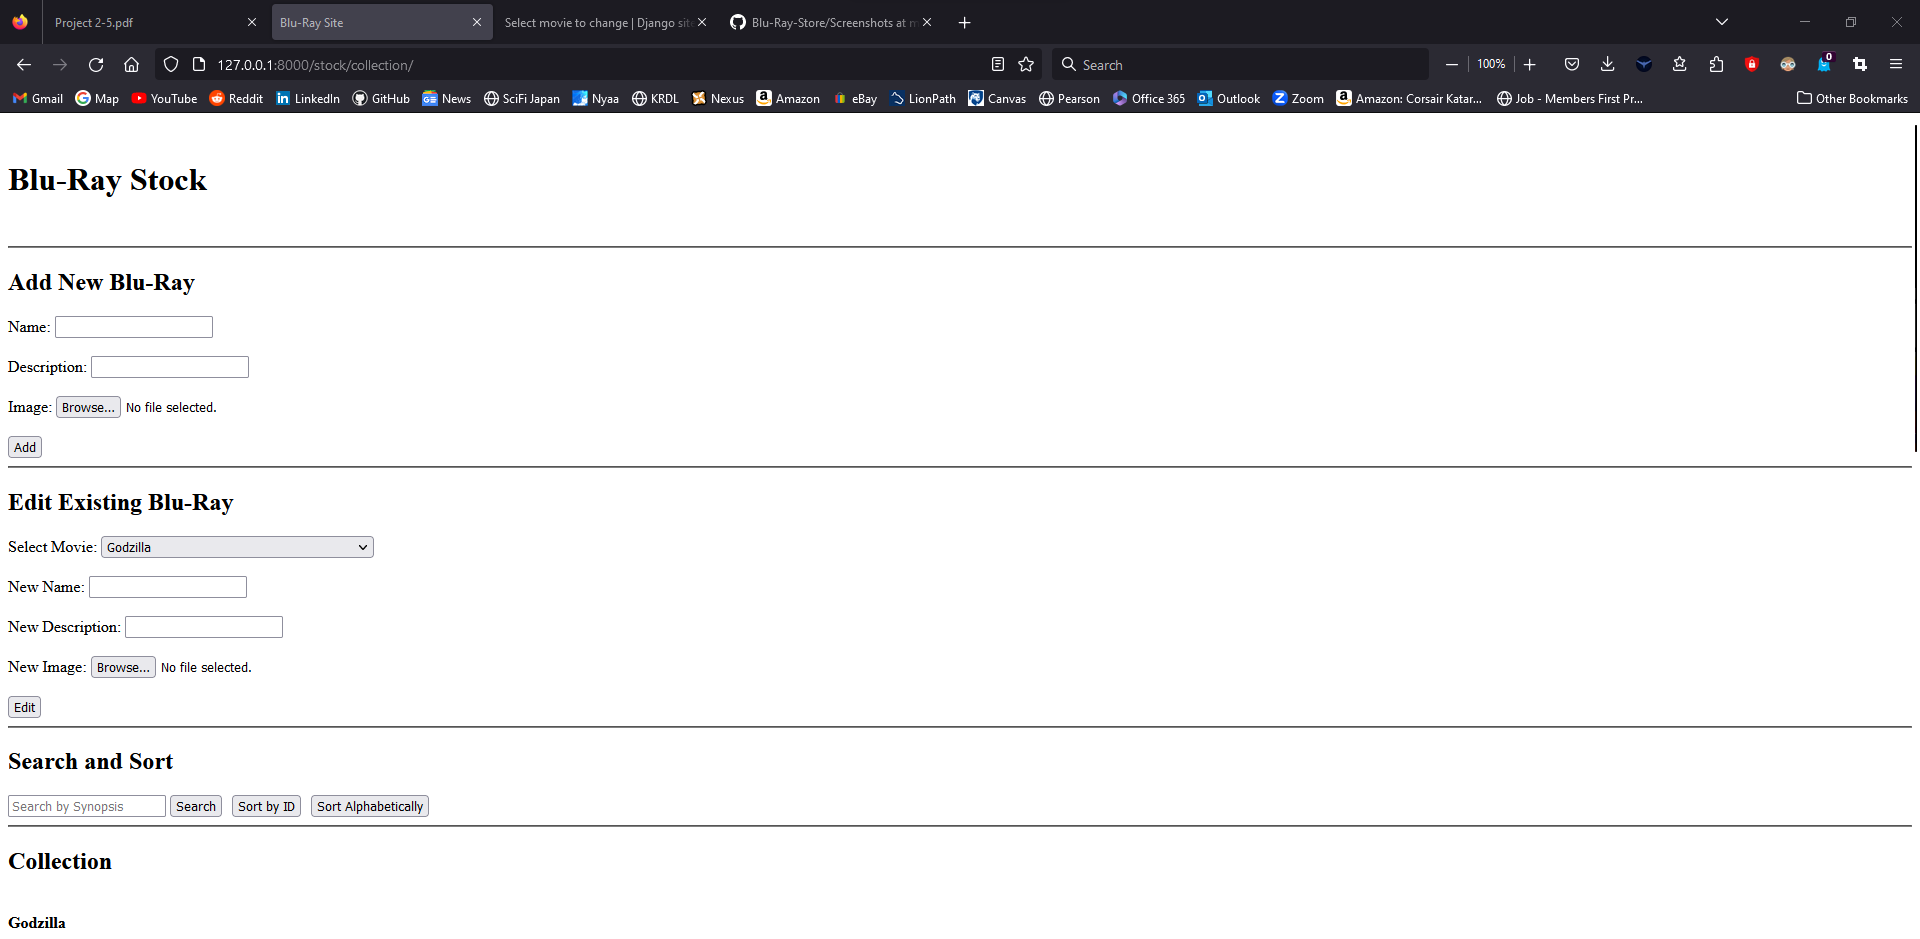 Project 2-5.pdf
Blu-Ray Site
Select movie to change | Django sit
Blu-Ray-Store/Screenshots at m
127.0.0.1:8000/stock/collection/
Search
100%
0
Gmail Map YouTube Reddit LinkedIn GitHub News SciFi Japan Nyaa KRDL Nexus Amazon eBay LionPath Canvas Pearson Office 365 Outlook Zoom Amazon: Corsair Katar... Job - Members First Pr... Other Bookmarks
Blu-Ray Stock
Add New Blu-Ray
Name:
Description:
Image: Browse... No file selected.
Add
Edit Existing Blu-Ray
Select Movie: Godzilla
New Name:
New Description:
New Image: Browse... No file selected.
Edit
Search and Sort
Search by Synopsis Search Sort by ID Sort Alphabetically
Collection
Godzilla